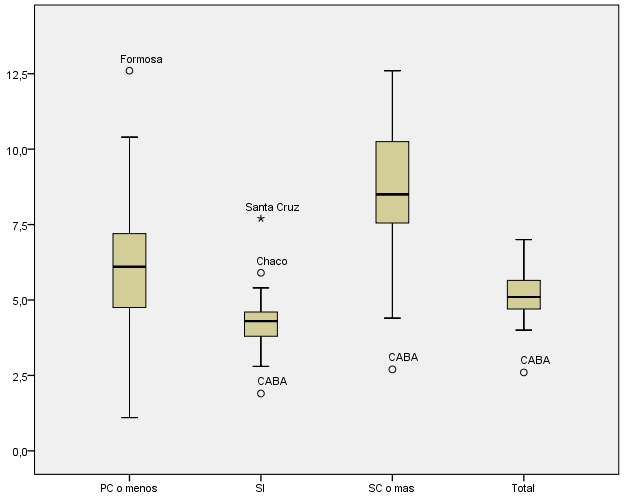 Formosa
12,5
10,0
Santa Cruz
7,5
Chaco
5,0
CABA
CABA
2,5
CABA
0,0
PC o menos SI SC o mas Total